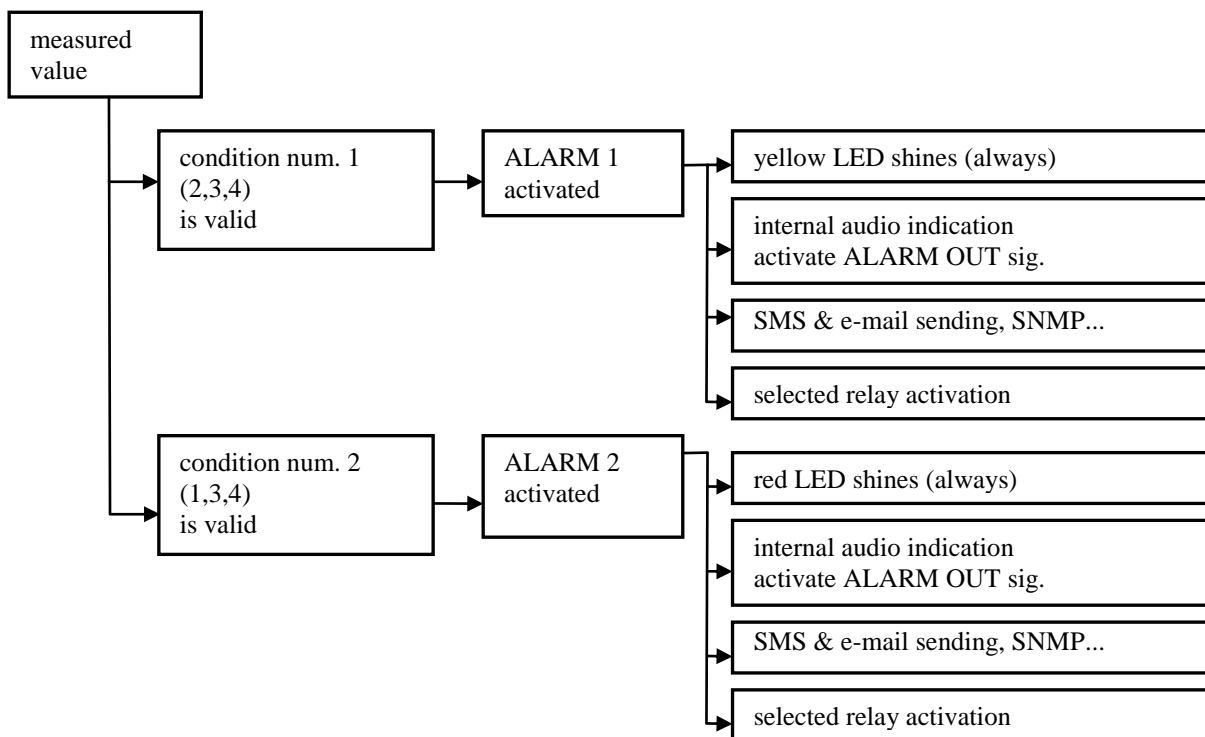 measured
value
condition num. 1
(2,3,4)
is valid
ALARM 1
activated
yellow LED shines (always)
internal audio indication
activate ALARM OUT sig.
SMS & e-mail sending, SNMP...
selected relay activation
condition num. 2
(1,3,4)
is valid
ALARM 2
activated
red LED shines (always)
internal audio indication
activate ALARM OUT sig.
SMS & e-mail sending, SNMP...
selected relay activation